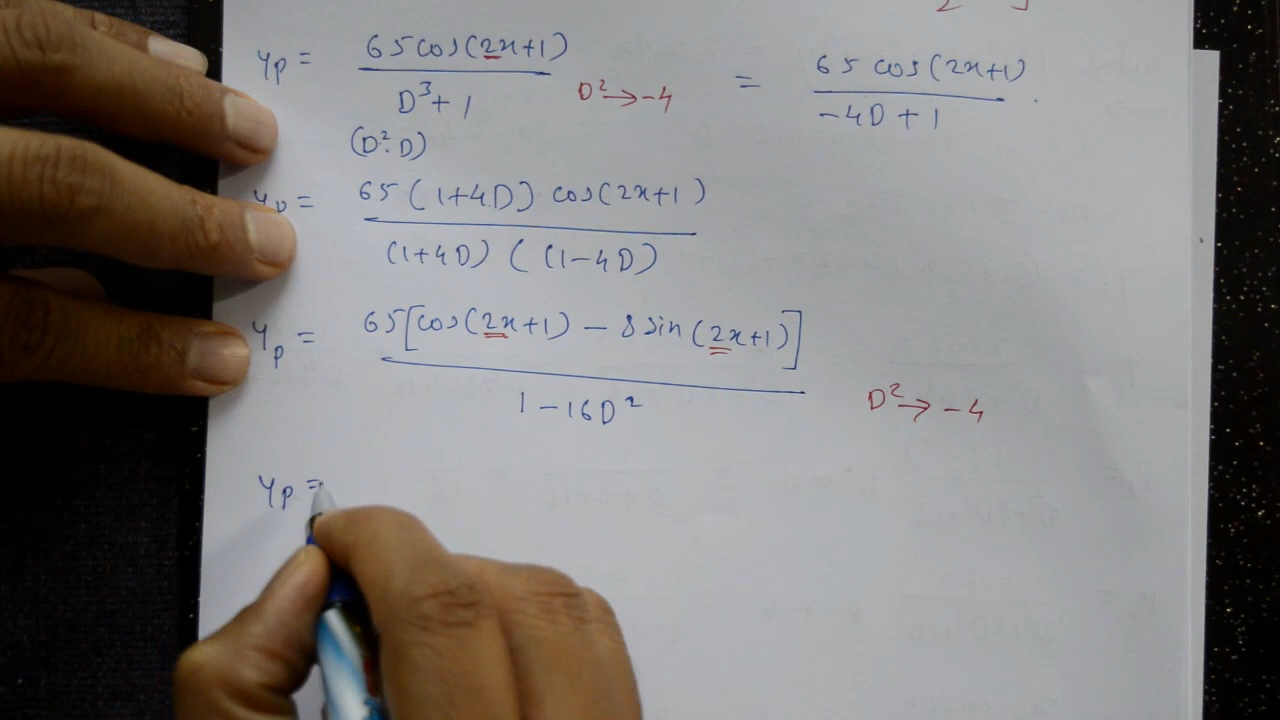 2 ]
yp = 65 cos(2x+1) / D³+1 D²→-4 = 65 cos(2x+1) / -4D+1
(D².D)
yp = 65 (1+4D) cos(2x+1) / (1+4D) ( (1-4D)
yp = 65[cos(2x+1) - 8 sin (2x+1)] / 1-16D² D²→-4
yp =